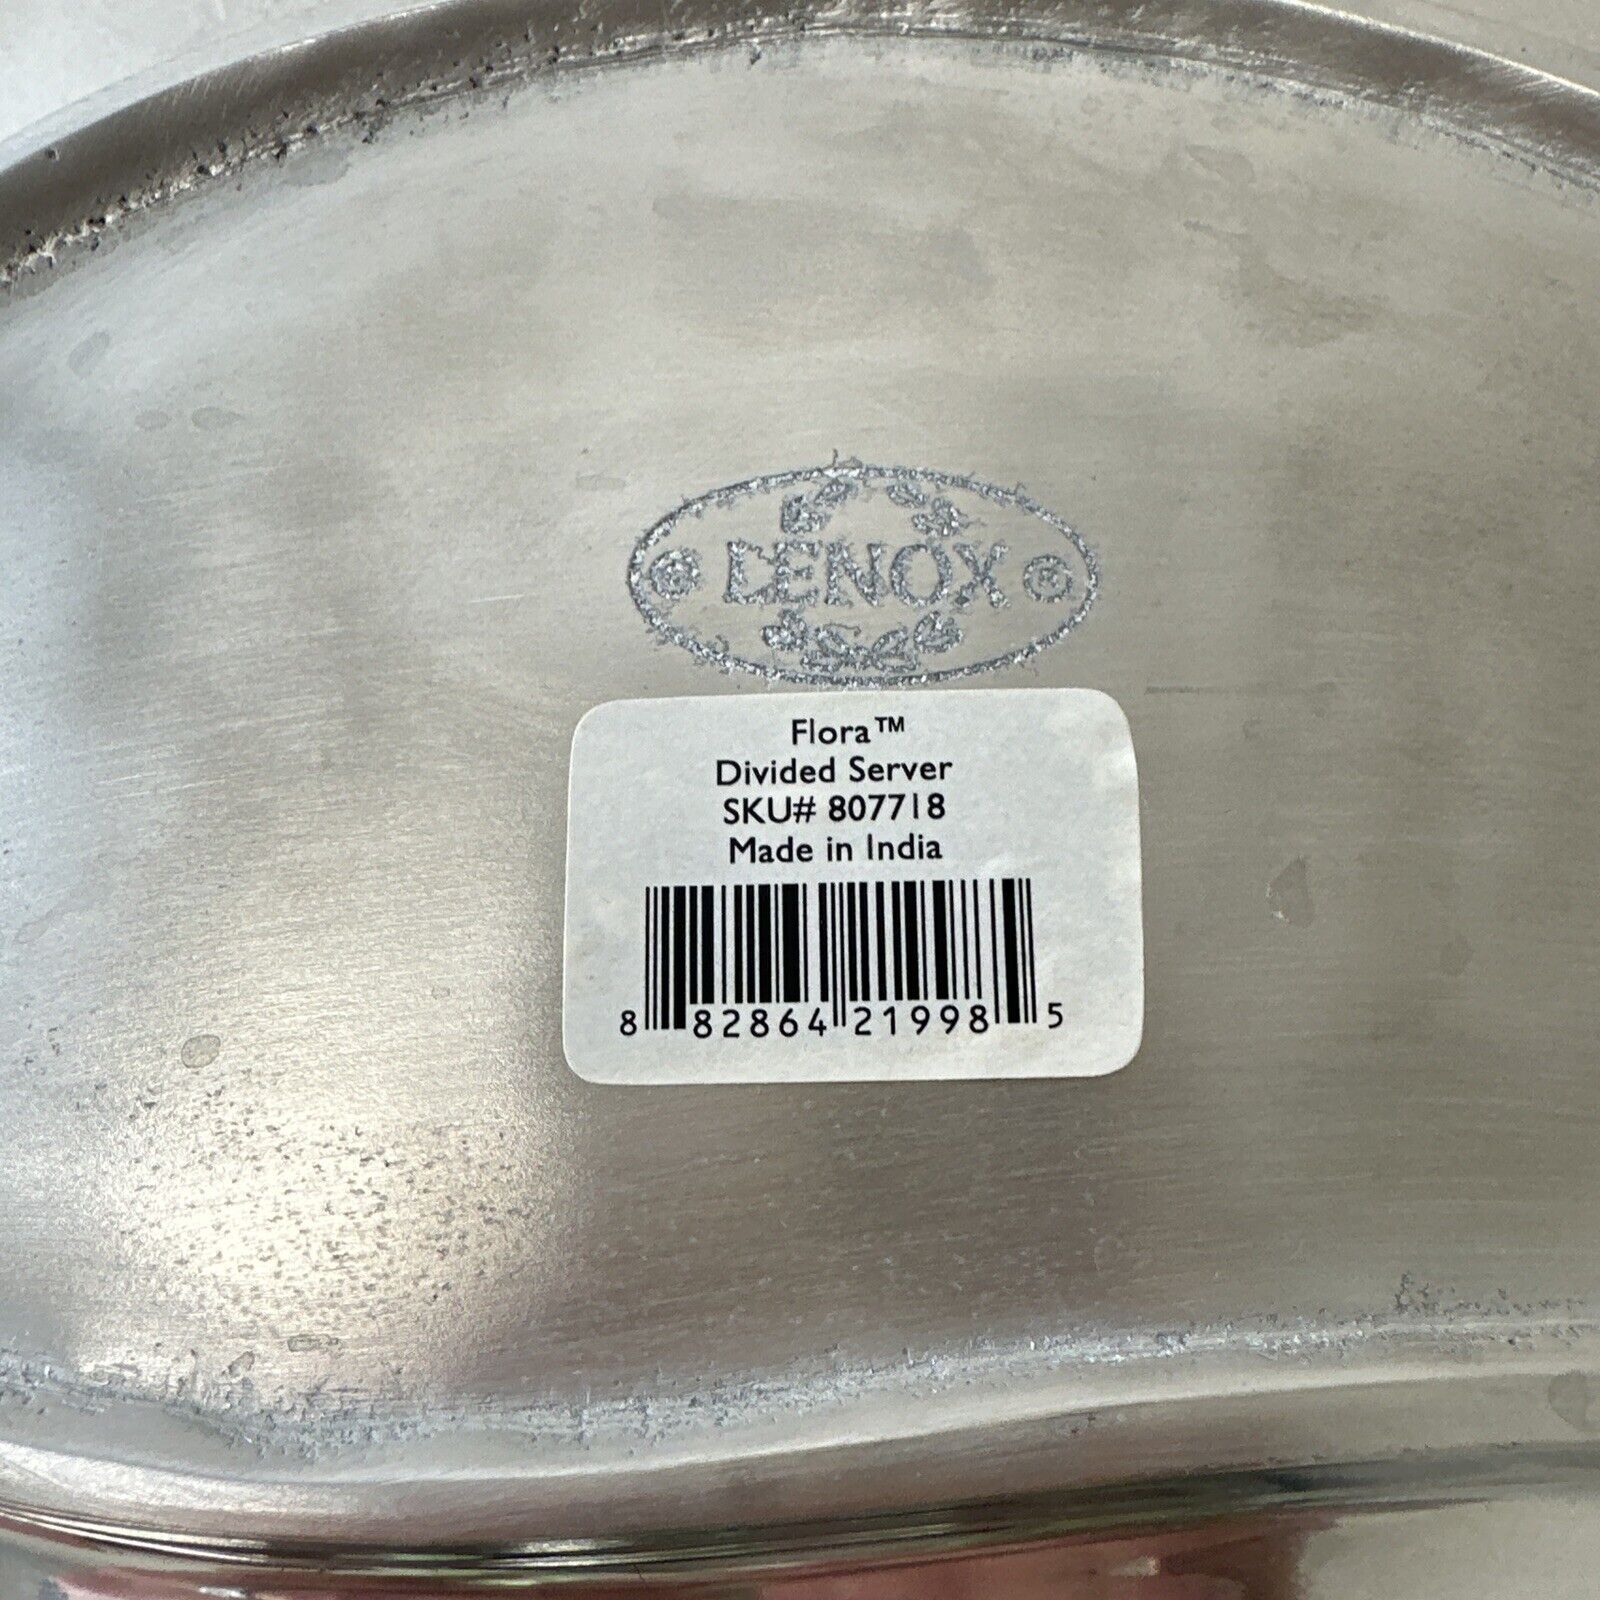 LENOX
Flora™
Divided Server
SKU# 807718
Made in India
8 82864 21998 5